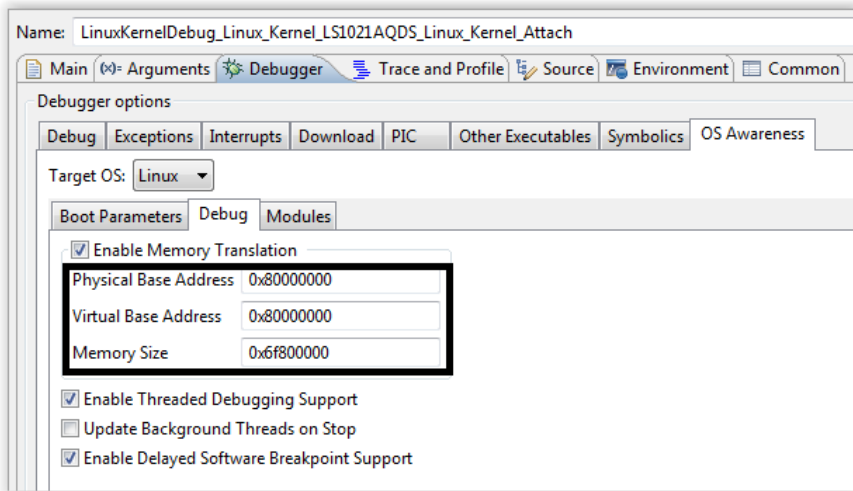 Name: LinuxKernelDebug_Linux_Kernel_LS1021AQDS_Linux_Kernel_Attach
Main (x)= Arguments Debugger Trace and Profile Source Environment Common
Debugger options
Debug Exceptions Interrupts Download PIC Other Executables Symbolics OS Awareness
Target OS: Linux
Boot Parameters Debug Modules
Enable Memory Translation
Physical Base Address 0x80000000
Virtual Base Address 0x80000000
Memory Size 0x6f800000
Enable Threaded Debugging Support
Update Background Threads on Stop
Enable Delayed Software Breakpoint Support